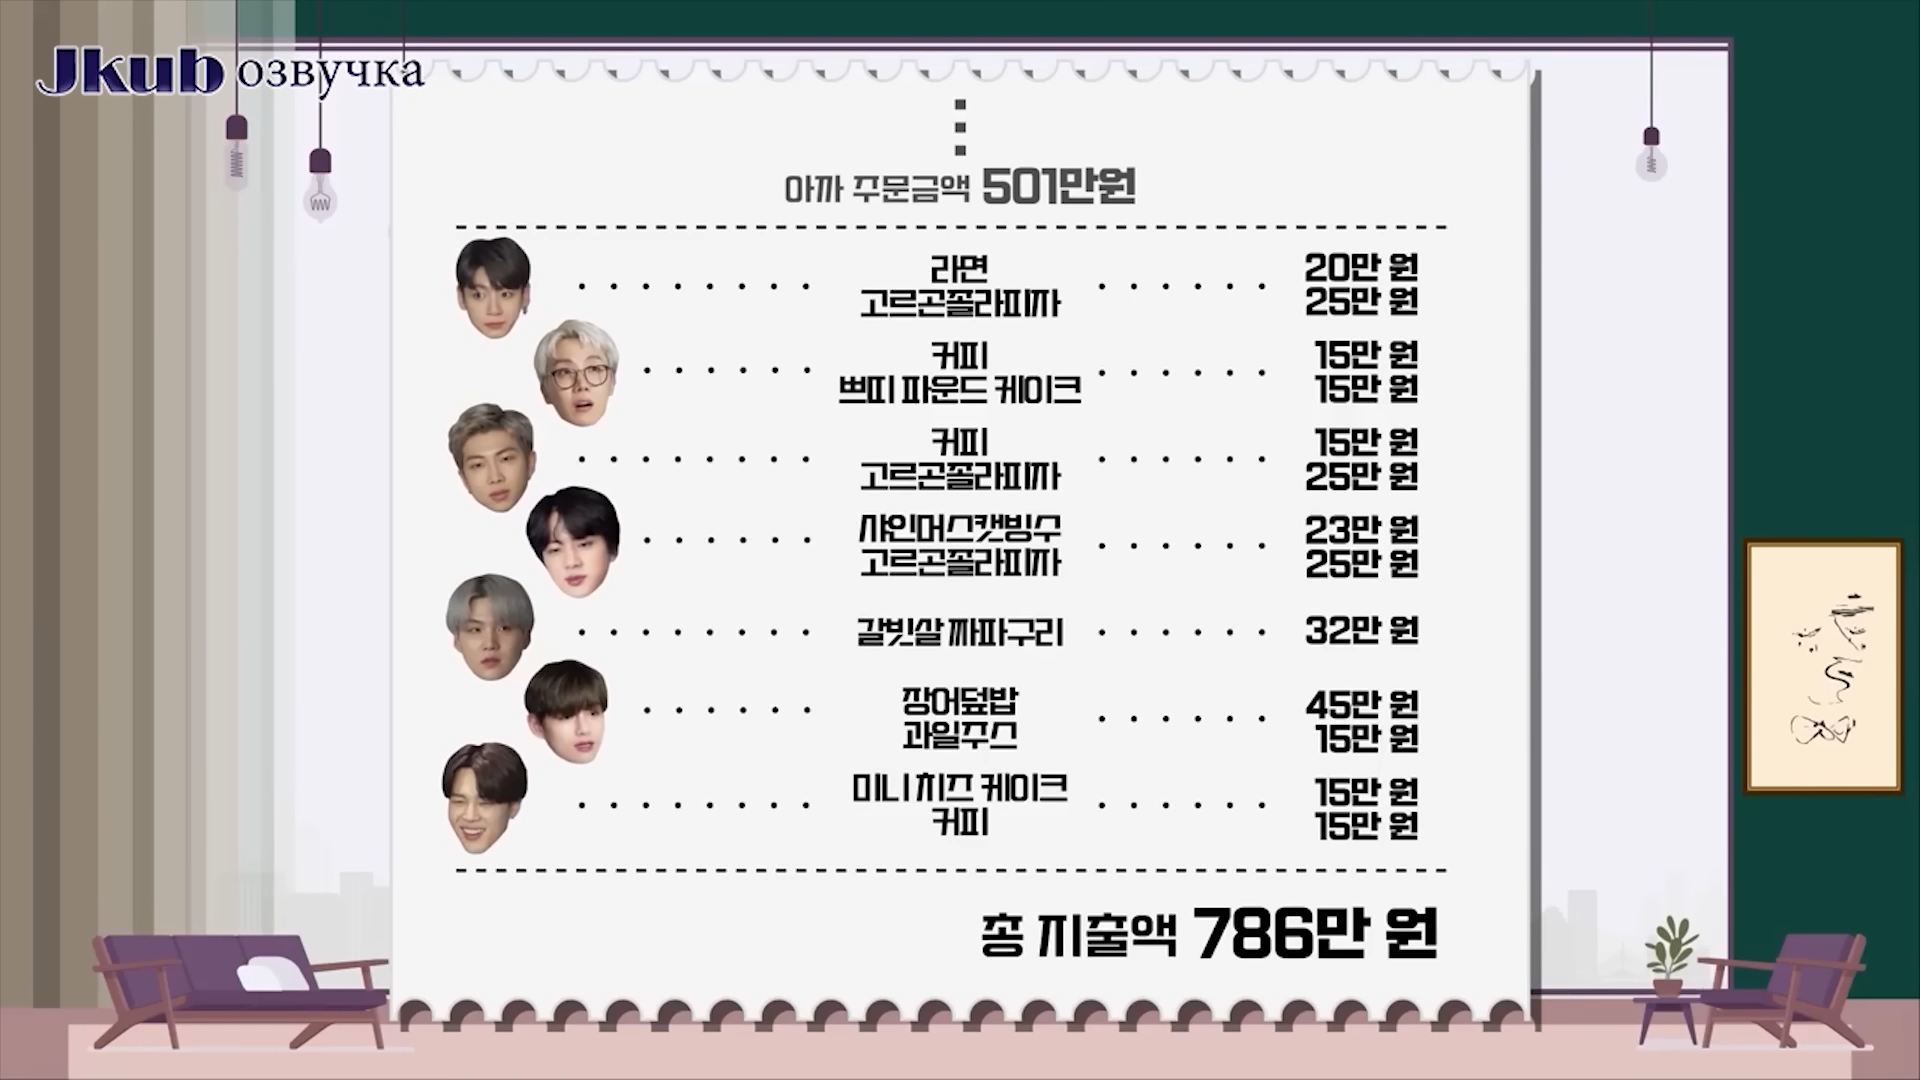 Jkub озвучка
아까 주문금액 501만원
라면 20만 원
고르곤졸라피자 25만 원
커피 15만 원
쁘띠 파운드 케이크 15만 원
커피 15만 원
고르곤졸라피자 25만 원
샤인머스캣빙수 23만 원
고르곤졸라피자 25만 원
갈빗살 짜파구리 32만 원
장어덮밥 45만 원
과일주스 15만 원
미니 치즈 케이크 15만 원
커피 15만 원
총 지출액 786만 원